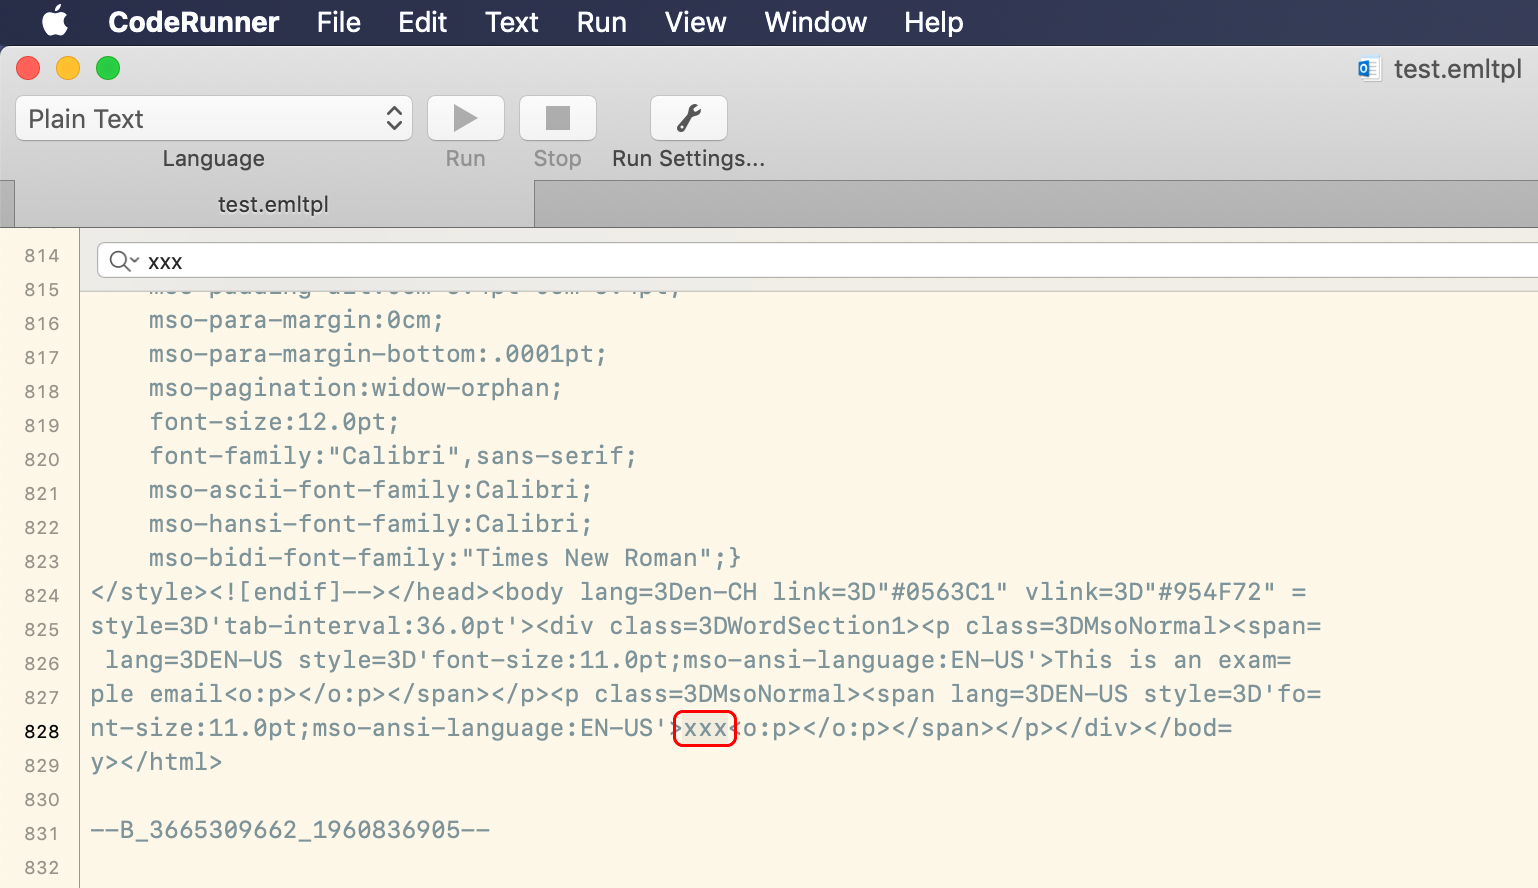 CodeRunner File Edit Text Run View Window Help
test.emltpl
Plain Text
Language Run Stop Run Settings...
test.emltpl
814
xxx
815
816 mso-para-margin:0cm;
817 mso-para-margin-bottom:.0001pt;
818 mso-pagination:widow-orphan;
819 font-size:12.0pt;
820 font-family:"Calibri",sans-serif;
821 mso-ascii-font-family:Calibri;
822 mso-hansi-font-family:Calibri;
823 mso-bidi-font-family:"Times New Roman";}
824 </style><![endif]--></head><body lang=3Den-CH link=3D"#0563C1" vlink=3D"#954F72" =
825 style=3D'tab-interval:36.0pt'><div class=3DWordSection1><p class=3DMsoNormal><span=
826 lang=3DEN-US style=3D'font-size:11.0pt;mso-ansi-language:EN-US'>This is an exam=
827 ple email<o:p></o:p></span></p><p class=3DMsoNormal><span lang=3DEN-US style=3D'fo=
828 nt-size:11.0pt;mso-ansi-language:EN-US'>xxx<o:p></o:p></span></p></div></bod=
829 y></html>
830
831 --B_3665309662_1960836905--
832